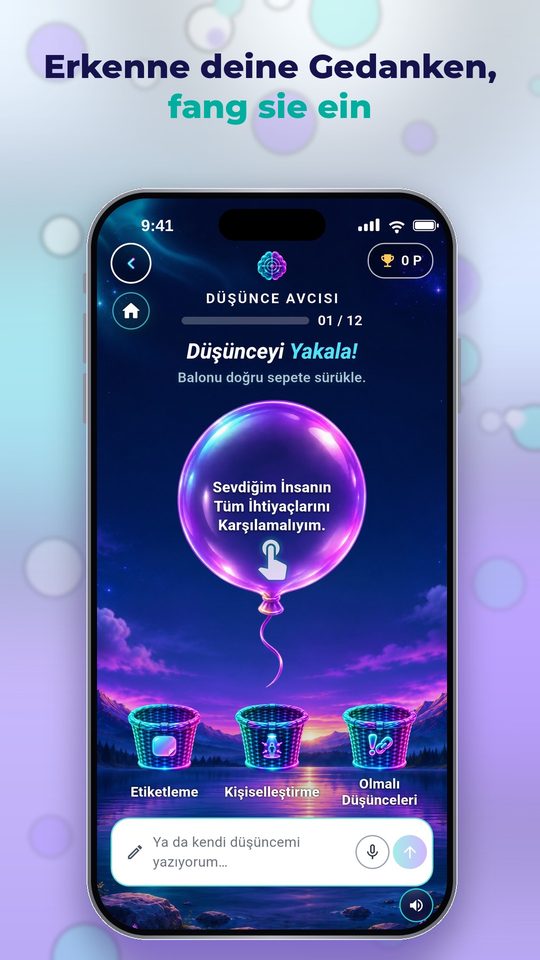 Erkenne deine Gedanken,
fang sie ein
9:41
0 P
DÜŞÜNCE AVCISI
01 / 12
Düşünceyi Yakala!
Balonu doğru sepete sürükle.
Sevdiğim İnsanın
Tüm İhtiyaçlarını
Karşılamalıyım.
Etiketleme
Kişiselleştirme
Olmalı
Düşünceleri
Ya da kendi düşüncemi
yazıyorum...